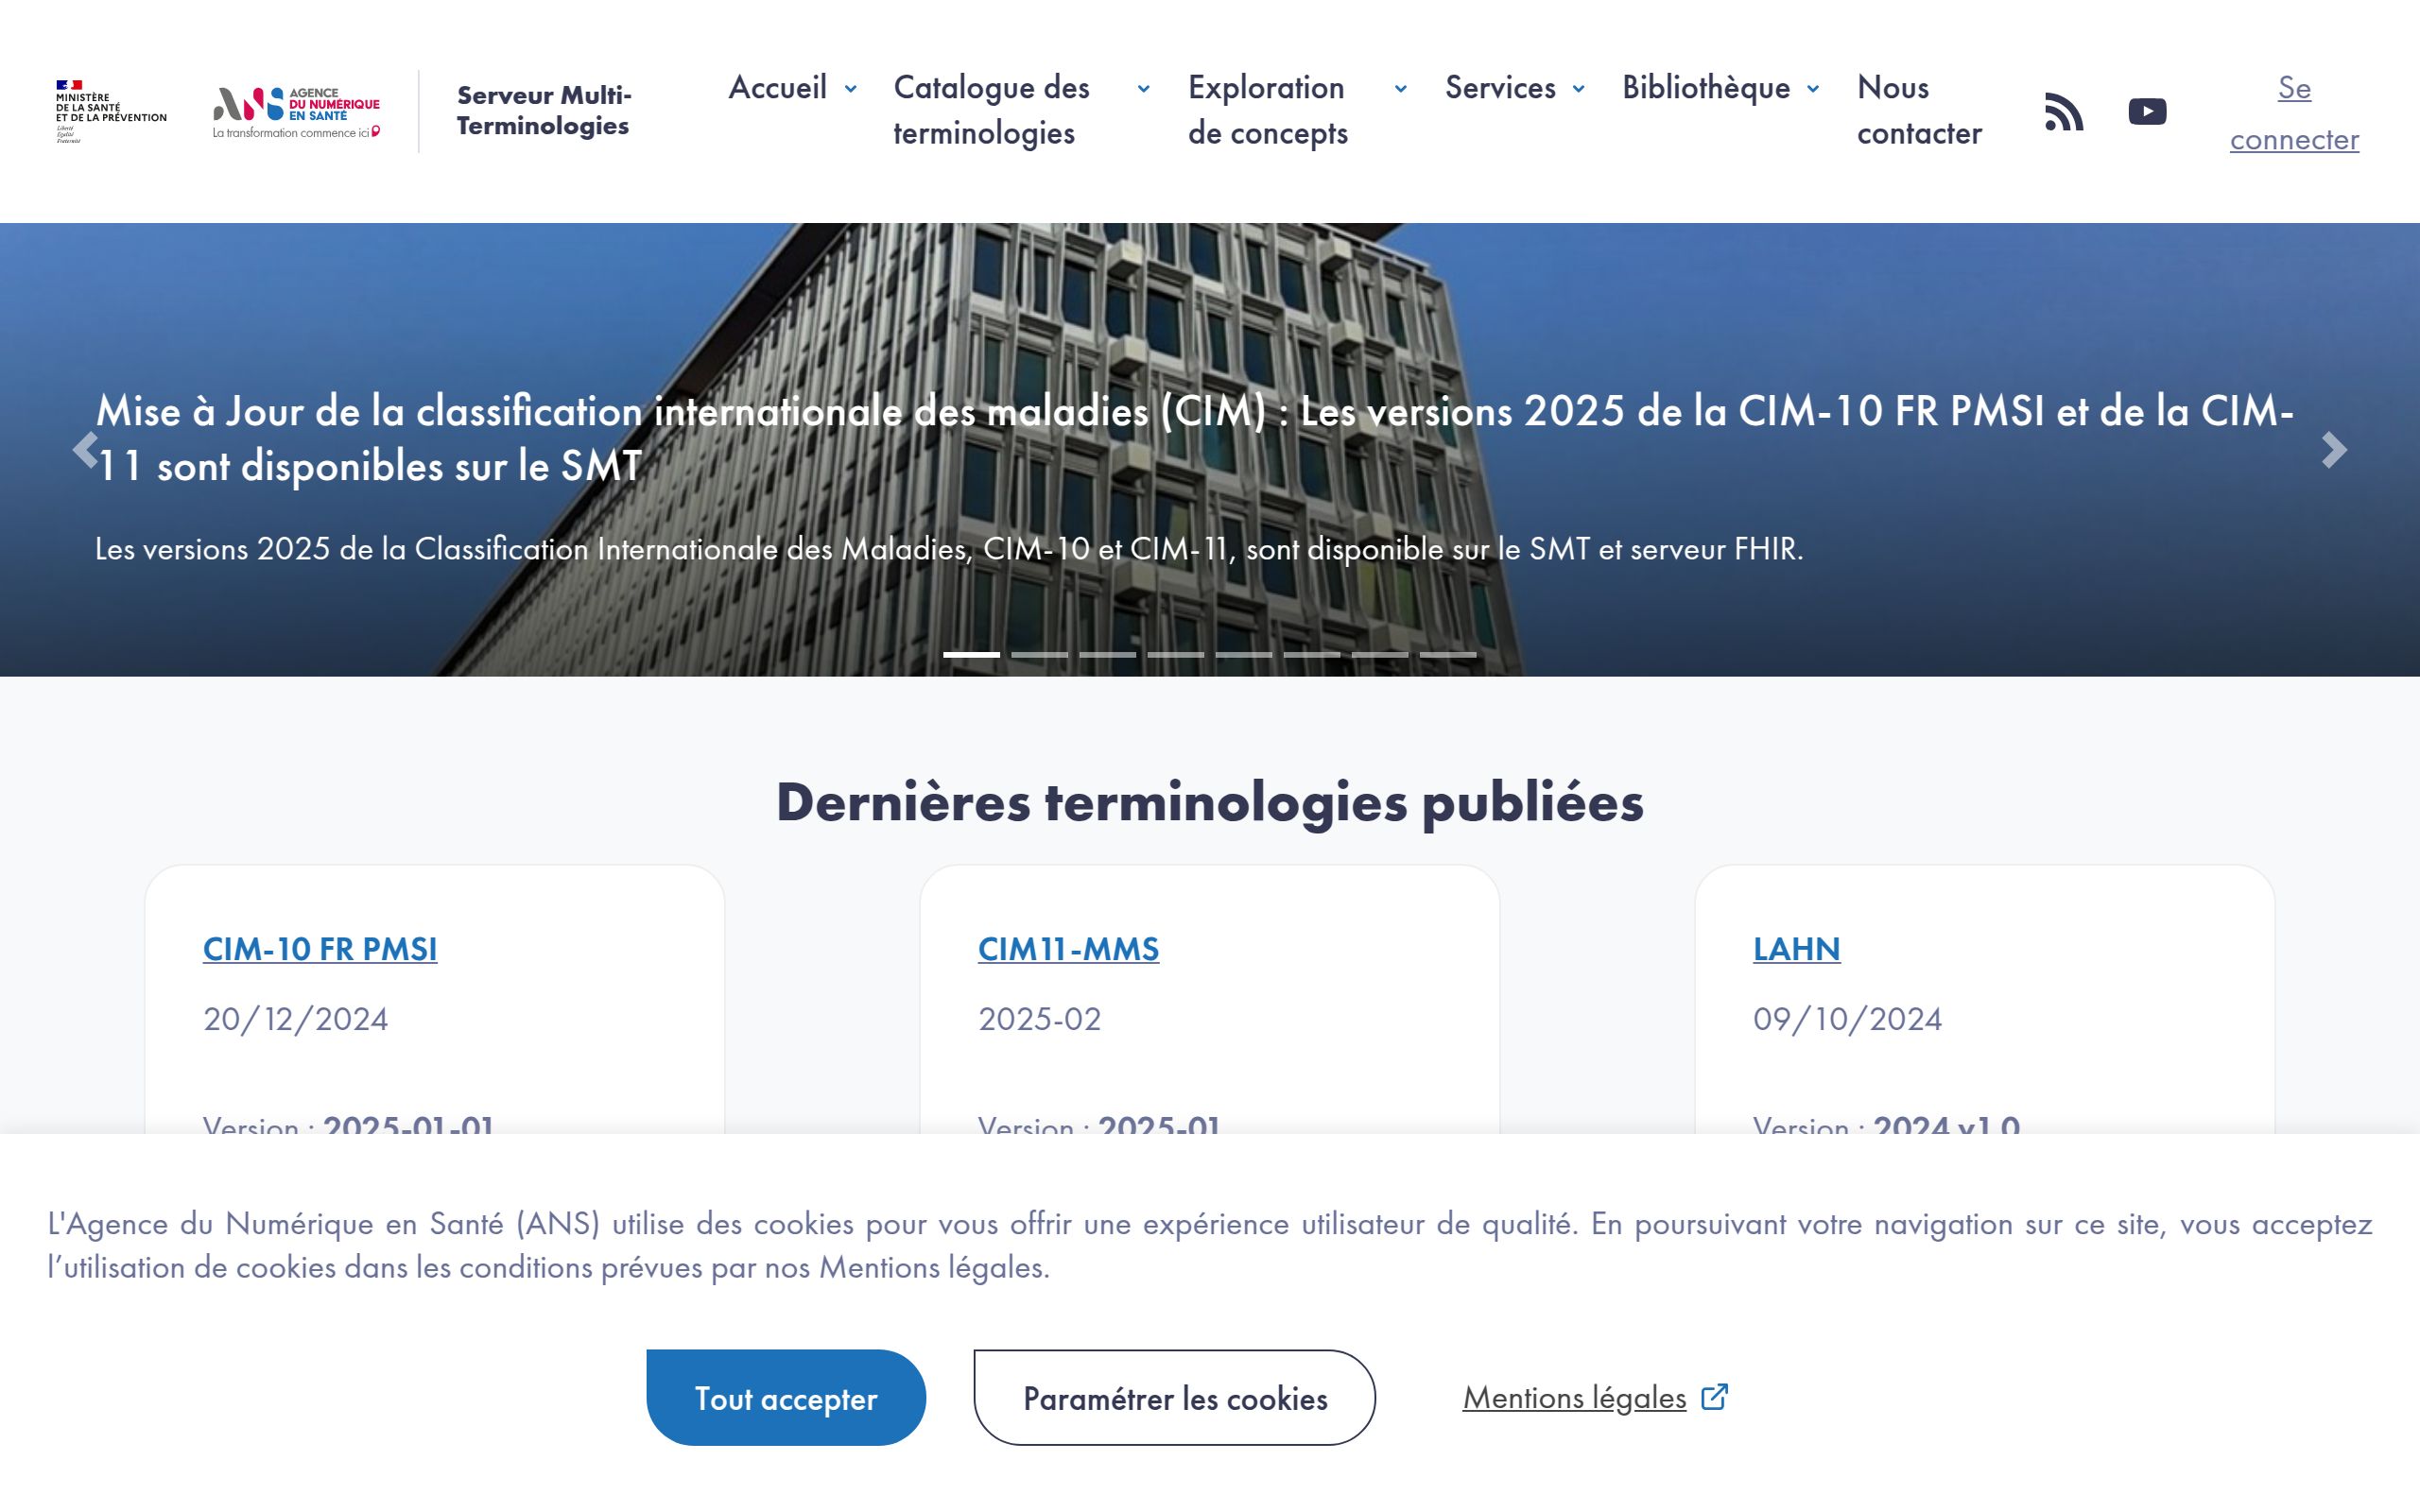 MINISTÈRE
DE LA SANTÉ
ET DE LA PRÉVENTION
Liberté
Égalité
Fraternité
AGENCE
DU NUMÉRIQUE
EN SANTÉ
La transformation commence ici
Serveur Multi-
Terminologies
Accueil
Catalogue des
terminologies
Exploration
de concepts
Services
Bibliothèque
Nous
contacter
Se
connecter
Mise à Jour de la classification internationale des maladies (CIM) : Les versions 2025 de la CIM-10 FR PMSI et de la CIM-
11 sont disponibles sur le SMT
Les versions 2025 de la Classification Internationale des Maladies, CIM-10 et CIM-11, sont disponible sur le SMT et serveur FHIR.
Dernières terminologies publiées
CIM-10 FR PMSI
20/12/2024
Version : 2025-01-01
CIM11-MMS
2025-02
Version : 2025-01
LAHN
09/10/2024
Version : 2024 v1.0
L'Agence du Numérique en Santé (ANS) utilise des cookies pour vous offrir une expérience utilisateur de qualité. En poursuivant votre navigation sur ce site, vous acceptez
l’utilisation de cookies dans les conditions prévues par nos Mentions légales.
Tout accepter
Paramétrer les cookies
Mentions légales